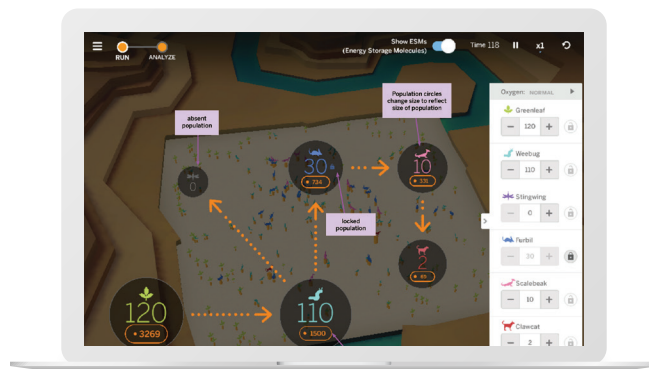 Show ESMs
(Energy Storage Molecules)
Time 118
x1
RUN
ANALYZE
Population circles
change size to reflect
size of population
absent
population
locked
population
0
30
734
10
331
2
65
120
3269
110
1500
Oxygen: NORMAL
Greenleaf
120
Weebug
110
Stingwing
0
Furbil
30
Scalebeak
10
Clawcat
2